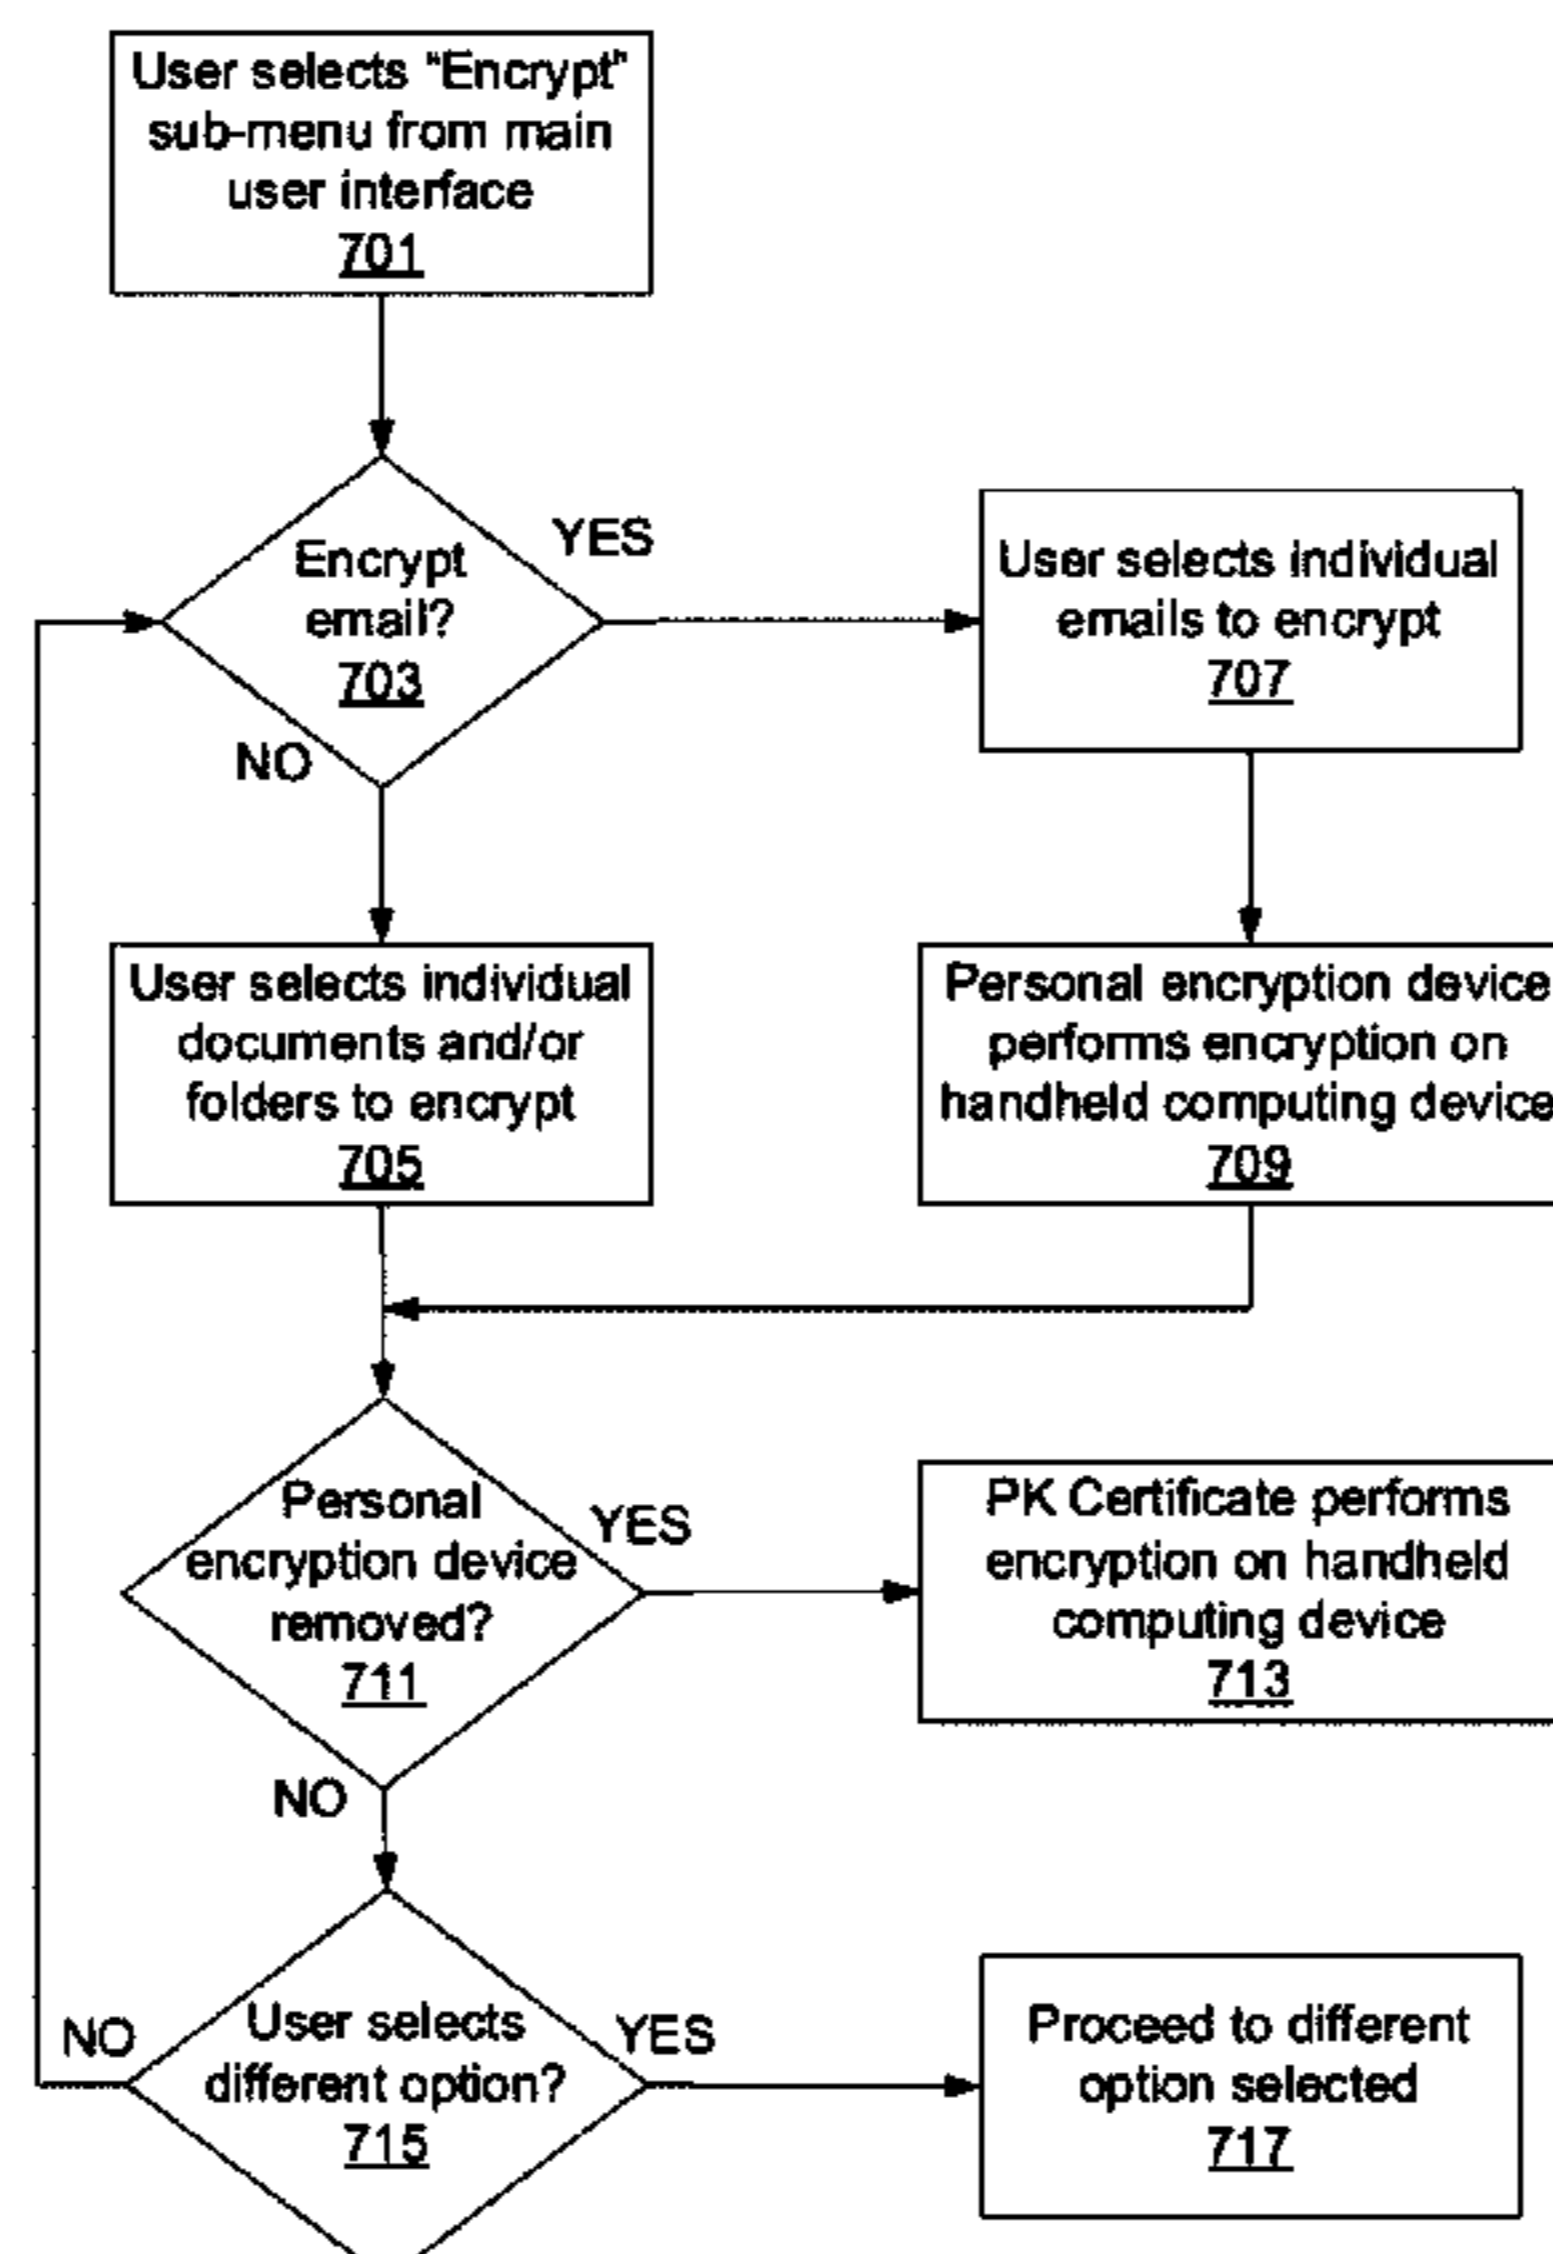 User selects "Encrypt"
sub-menu from main
user interface
701
Encrypt
email?
703
YES
NO
User selects individual
emails to encrypt
707
User selects individual
documents and/or
folders to encrypt
705
Personal encryption device
performs encryption on
handheld computing device
709
Personal
encryption device
removed?
711
YES
NO
PK Certificate performs
encryption on handheld
computing device
713
User selects
different option?
715
NO
YES
Proceed to different
option selected
717